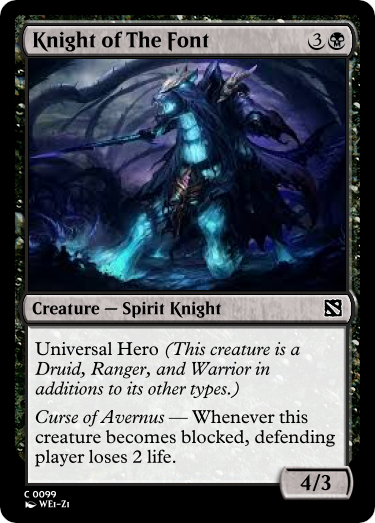 Knight of The Font 3
Creature — Spirit Knight
Universal Hero (This creature is a
Druid, Ranger, and Warrior in
additions to its other types.)
Curse of Avernus — Whenever this
creature becomes blocked, defending
player loses 2 life.
4/3
C 0099
WEI-ZI